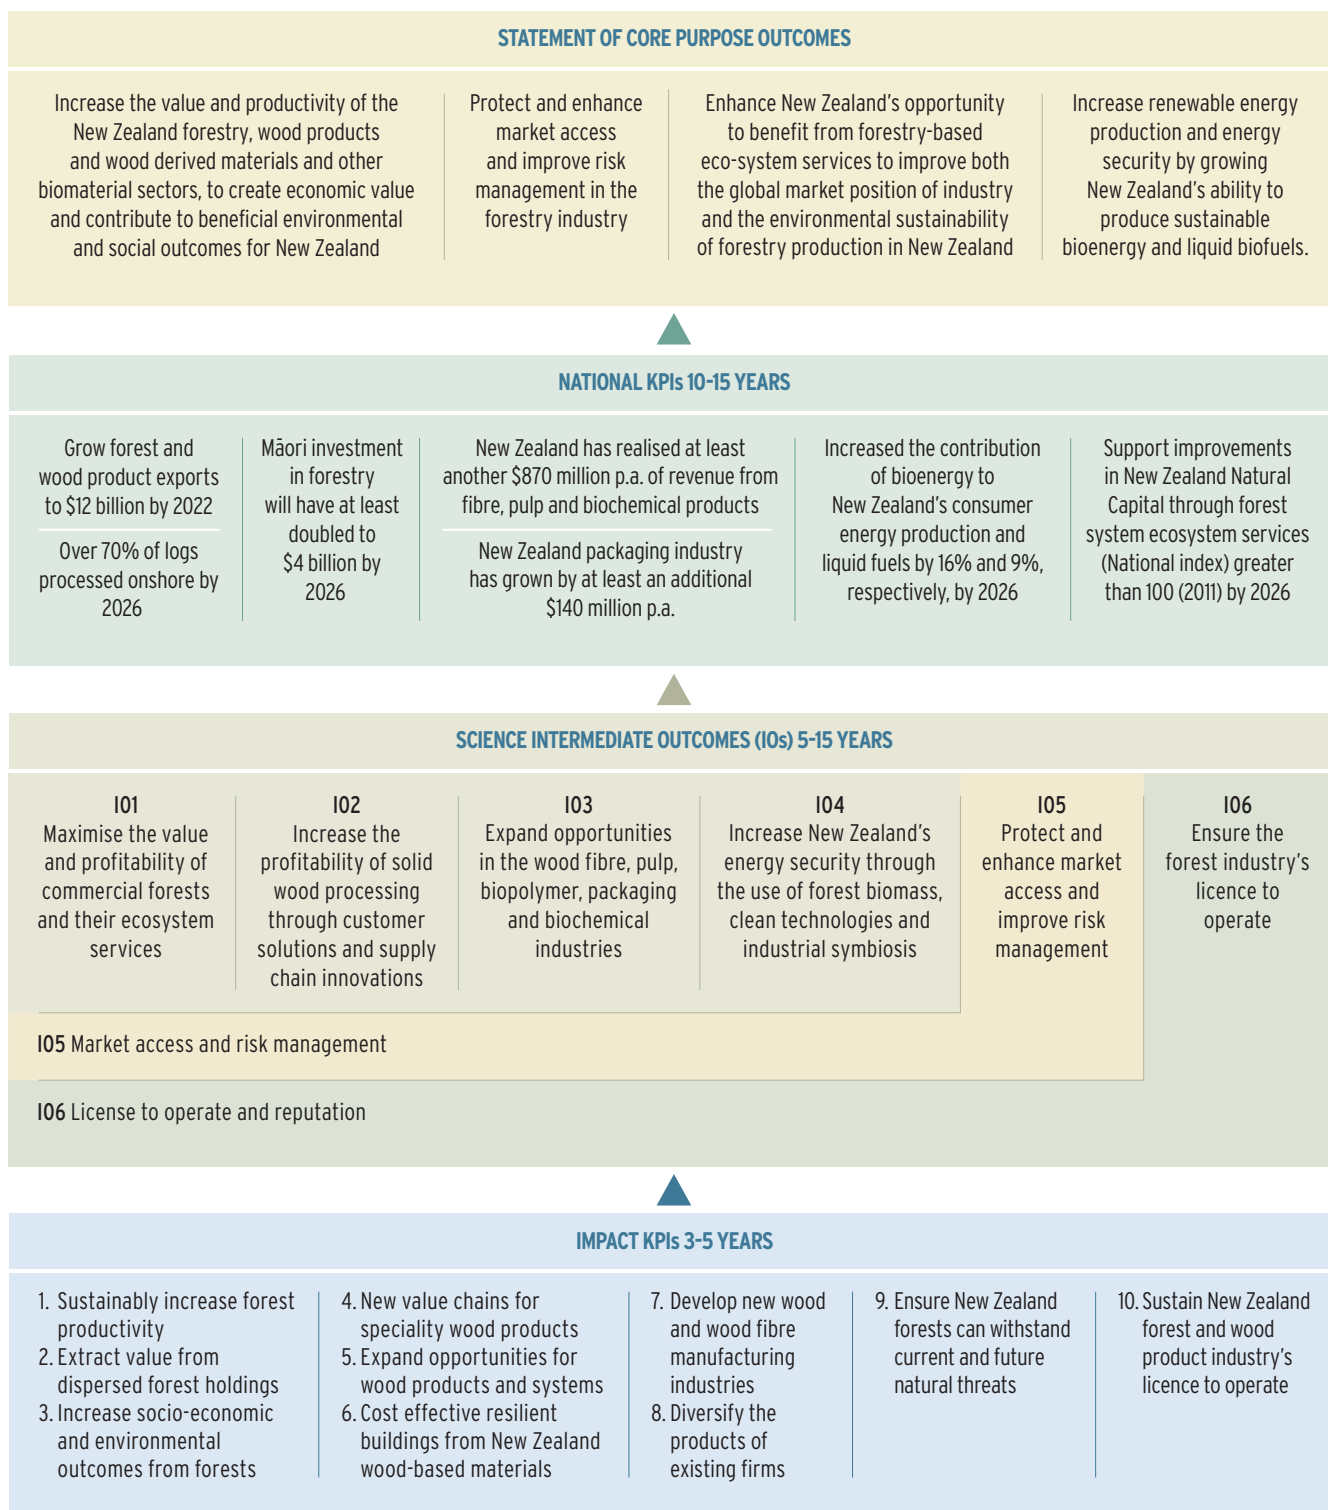 STATEMENT OF CORE PURPOSE OUTCOMES
Increase the value and productivity of the
New Zealand forestry, wood products
and wood derived materials and other
biomaterial sectors, to create economic value
and contribute to beneficial environmental
and social outcomes for New Zealand
Protect and enhance
market access
and improve risk
management in the
forestry industry
Enhance New Zealand's opportunity
to benefit from forestry-based
eco-system services to improve both
the global market position of industry
and the environmental sustainability
of forestry production in New Zealand
Increase renewable energy
production and energy
security by growing
New Zealand's ability to
produce sustainable
bioenergy and liquid biofuels.
NATIONAL KPIs 10-15 YEARS
Grow forest and
wood product exports
to $12 billion by 2022
Over 70% of logs
processed onshore by
2026
Māori investment
in forestry
will have at least
doubled to
$4 billion by
2026
New Zealand has realised at least
another $870 million p.a. of revenue from
fibre, pulp and biochemical products
New Zealand packaging industry
has grown by at least an additional
$140 million p.a.
Increased the contribution
of bioenergy to
New Zealand's consumer
energy production and
liquid fuels by 16% and 9%,
respectively, by 2026
Support improvements
in New Zealand Natural
Capital through forest
system ecosystem services
(National index) greater
than 100 (2011) by 2026
SCIENCE INTERMEDIATE OUTCOMES (IOs) 5-15 YEARS
IO1
Maximise the value
and profitability of
commercial forests
and their ecosystem
services
IO2
Increase the
profitability of solid
wood processing
through customer
solutions and supply
chain innovations
IO3
Expand opportunities
in the wood fibre, pulp,
biopolymer, packaging
and biochemical
industries
IO4
Increase New Zealand's
energy security through
the use of forest biomass,
clean technologies and
industrial symbiosis
IO5
Protect and
enhance market
access and
improve risk
management
IO6
Ensure the
forest industry's
licence to
operate
IO5 Market access and risk management
IO6 License to operate and reputation
IMPACT KPIs 3-5 YEARS
1. Sustainably increase forest
productivity
2. Extract value from
dispersed forest holdings
3. Increase socio-economic
and environmental
outcomes from forests
4. New value chains for
speciality wood products
5. Expand opportunities for
wood products and systems
6. Cost effective resilient
buildings from New Zealand
wood-based materials
7. Develop new wood
and wood fibre
manufacturing
industries
8. Diversify the
products of
existing firms
9. Ensure New Zealand
forests can withstand
current and future
natural threats
10. Sustain New Zealand
forest and wood
product industry's
licence to operate